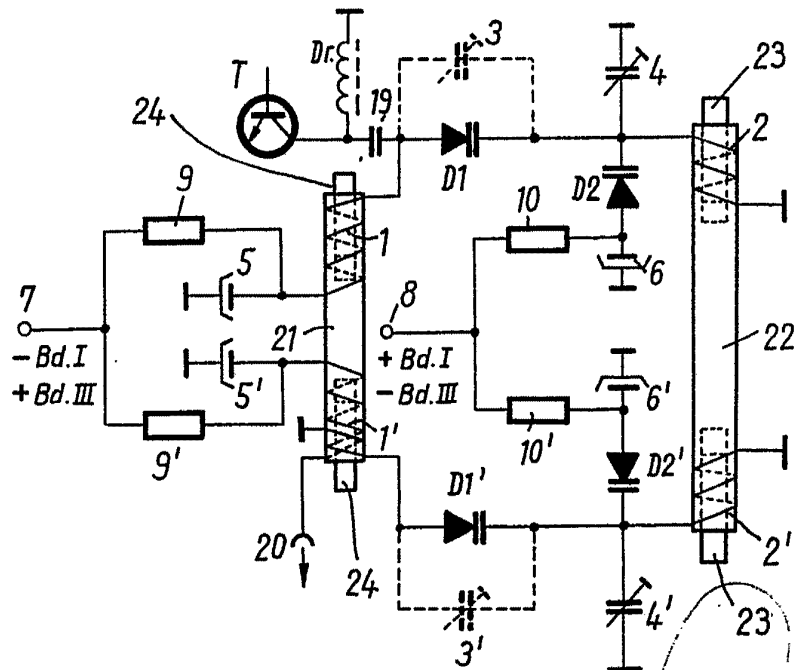 3
T
Dr.
19
24
4
23
2
D1
D2
9
10
1
5
6
7
8
21
22
– Bd. I
+ Bd. III
+ Bd. I
– Bd. III
5'
6'
9'
10'
1'
D1'
D2'
20
24
3'
4'
2'
23